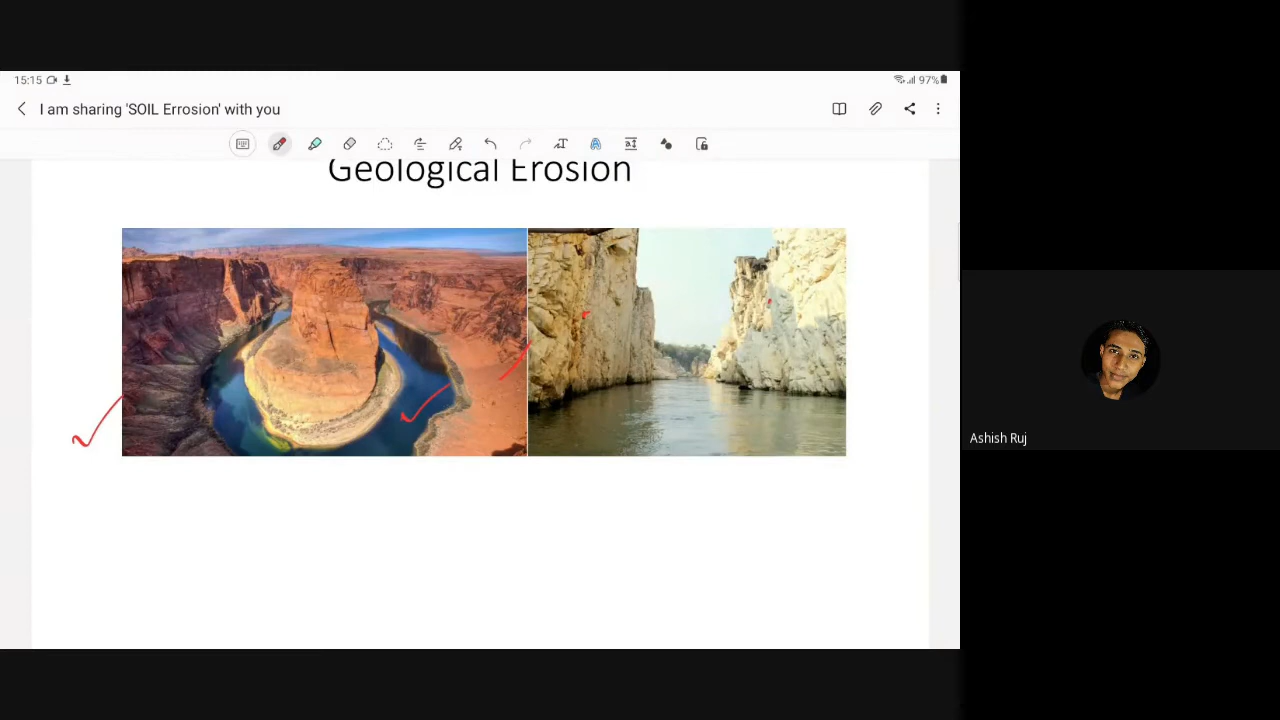 15:15 97%
I am sharing 'SOIL Errosion' with you
Geological Erosion
Ashish Ruj